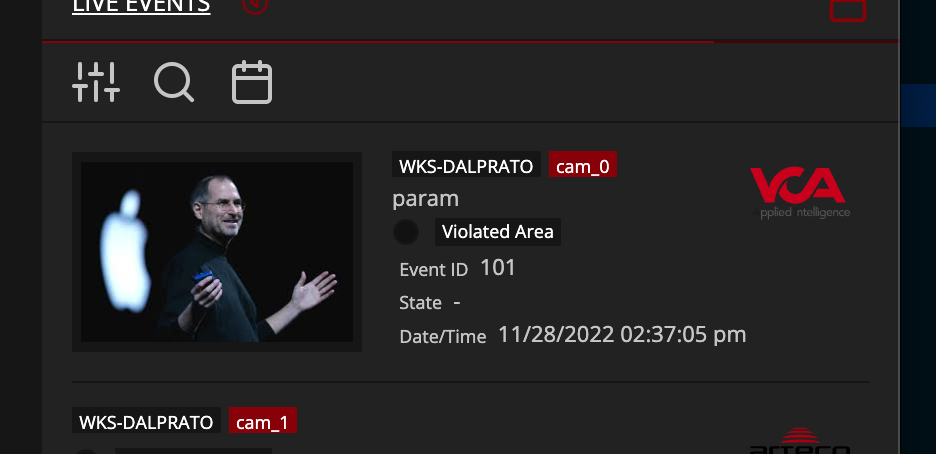 LIVE EVENTS
WKS-DALPRATO cam_0
param
Violated Area
Event ID 101
State -
Date/Time 11/28/2022 02:37:05 pm
VCA
pplied ntelligence
WKS-DALPRATO cam_1
arteco